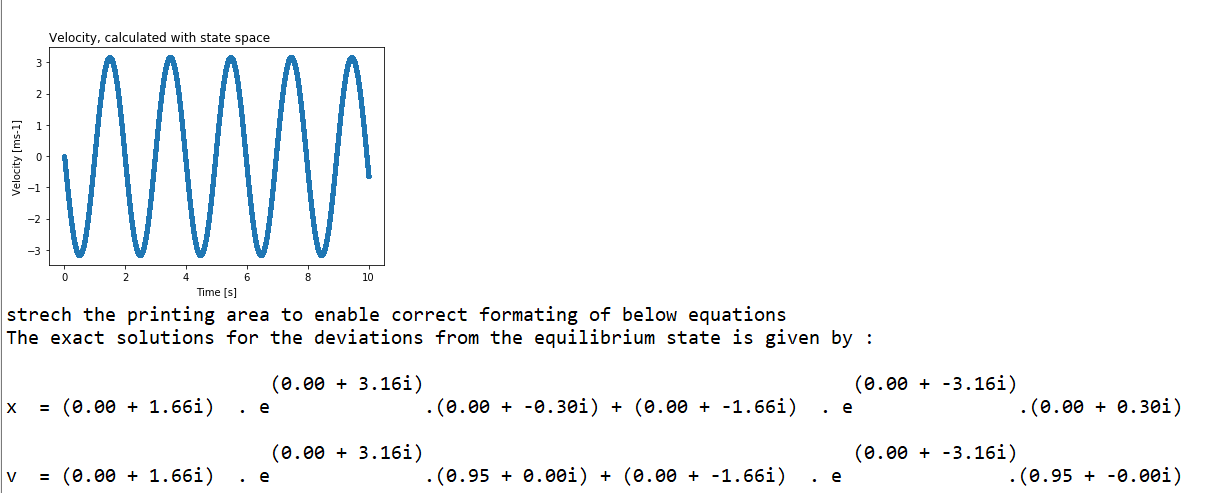 Velocity, calculated with state space
3
2
1
0
−1
−2
−3
Velocity [ms-1]
0 2 4 6 8 10
Time [s]
strech the printing area to enable correct formating of below equations
The exact solutions for the deviations from the equilibrium state is given by :
(0.00 + 3.16i) (0.00 + -3.16i)
x = (0.00 + 1.66i) . e .(0.00 + -0.30i) + (0.00 + -1.66i) . e .(0.00 + 0.30i)
(0.00 + 3.16i) (0.00 + -3.16i)
v = (0.00 + 1.66i) . e .(0.95 + 0.00i) + (0.00 + -1.66i) . e .(0.95 + -0.00i)